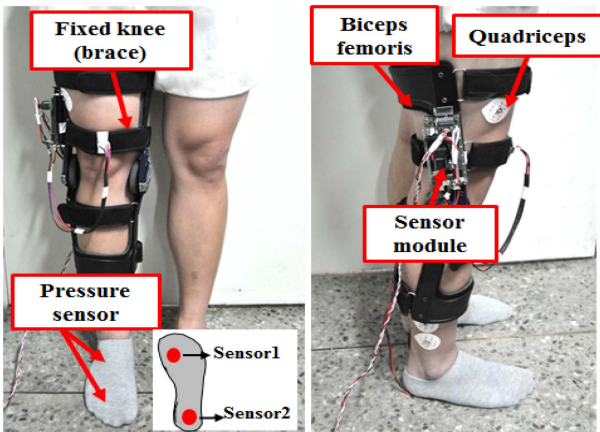 Fixed knee
(brace)
Biceps
femoris
Quadriceps
Sensor
module
Pressure
sensor
Sensor1
Sensor2